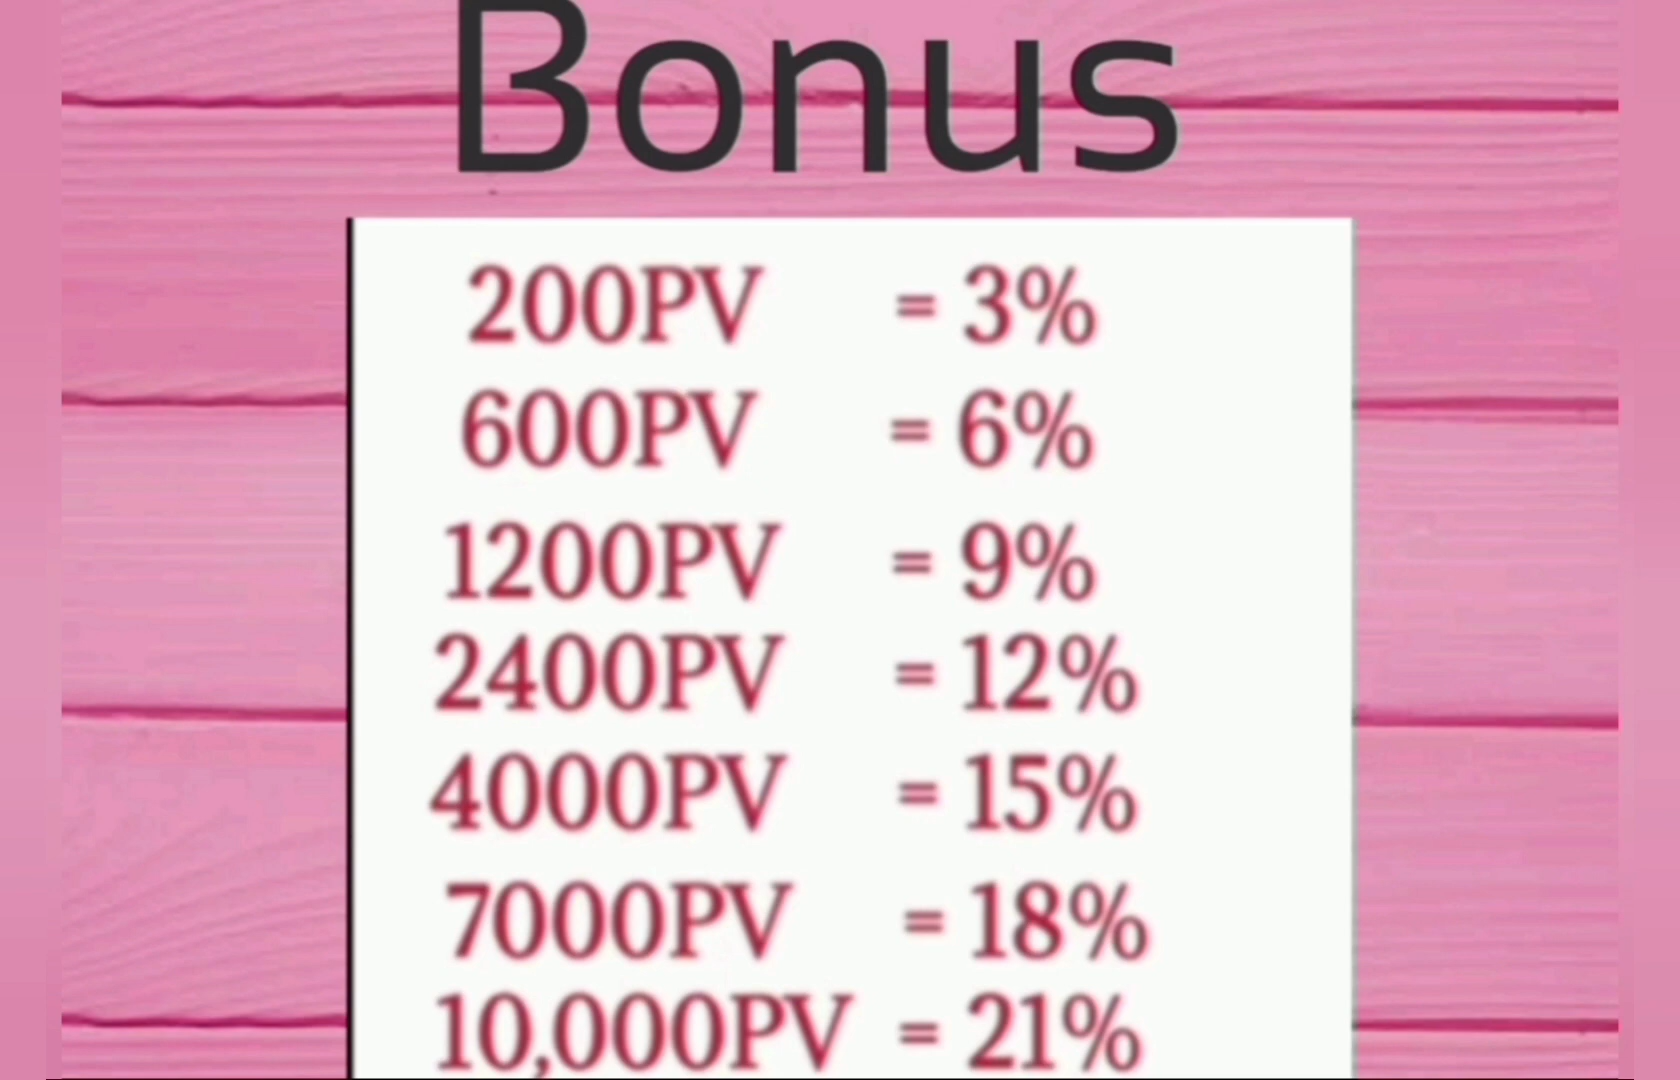 Bonus
200PV = 3%
600PV = 6%
1200PV = 9%
2400PV = 12%
4000PV = 15%
7000PV = 18%
10,000PV = 21%